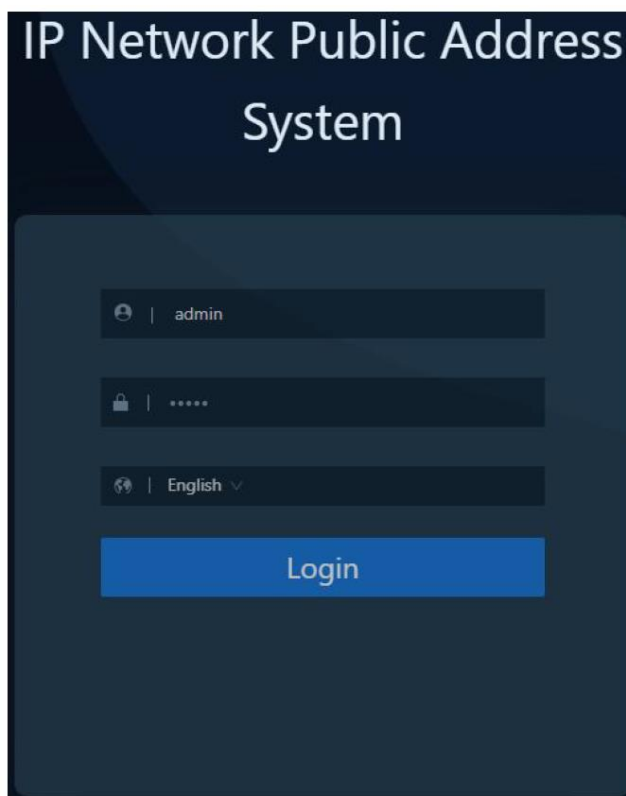 IP Network Public Address
System
| admin
| •••••
| English
Login